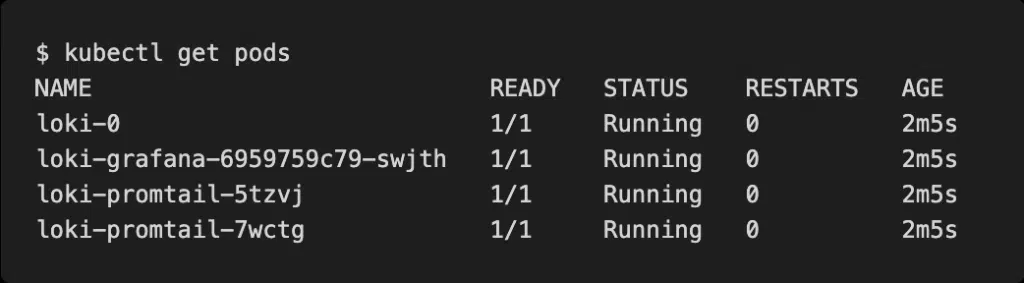 $ kubectl get pods
NAME                            READY   STATUS    RESTARTS   AGE
loki-0                          1/1     Running   0          2m5s
loki-grafana-6959759c79-swjth   1/1     Running   0          2m5s
loki-promtail-5tzvj             1/1     Running   0          2m5s
loki-promtail-7wctg             1/1     Running   0          2m5s